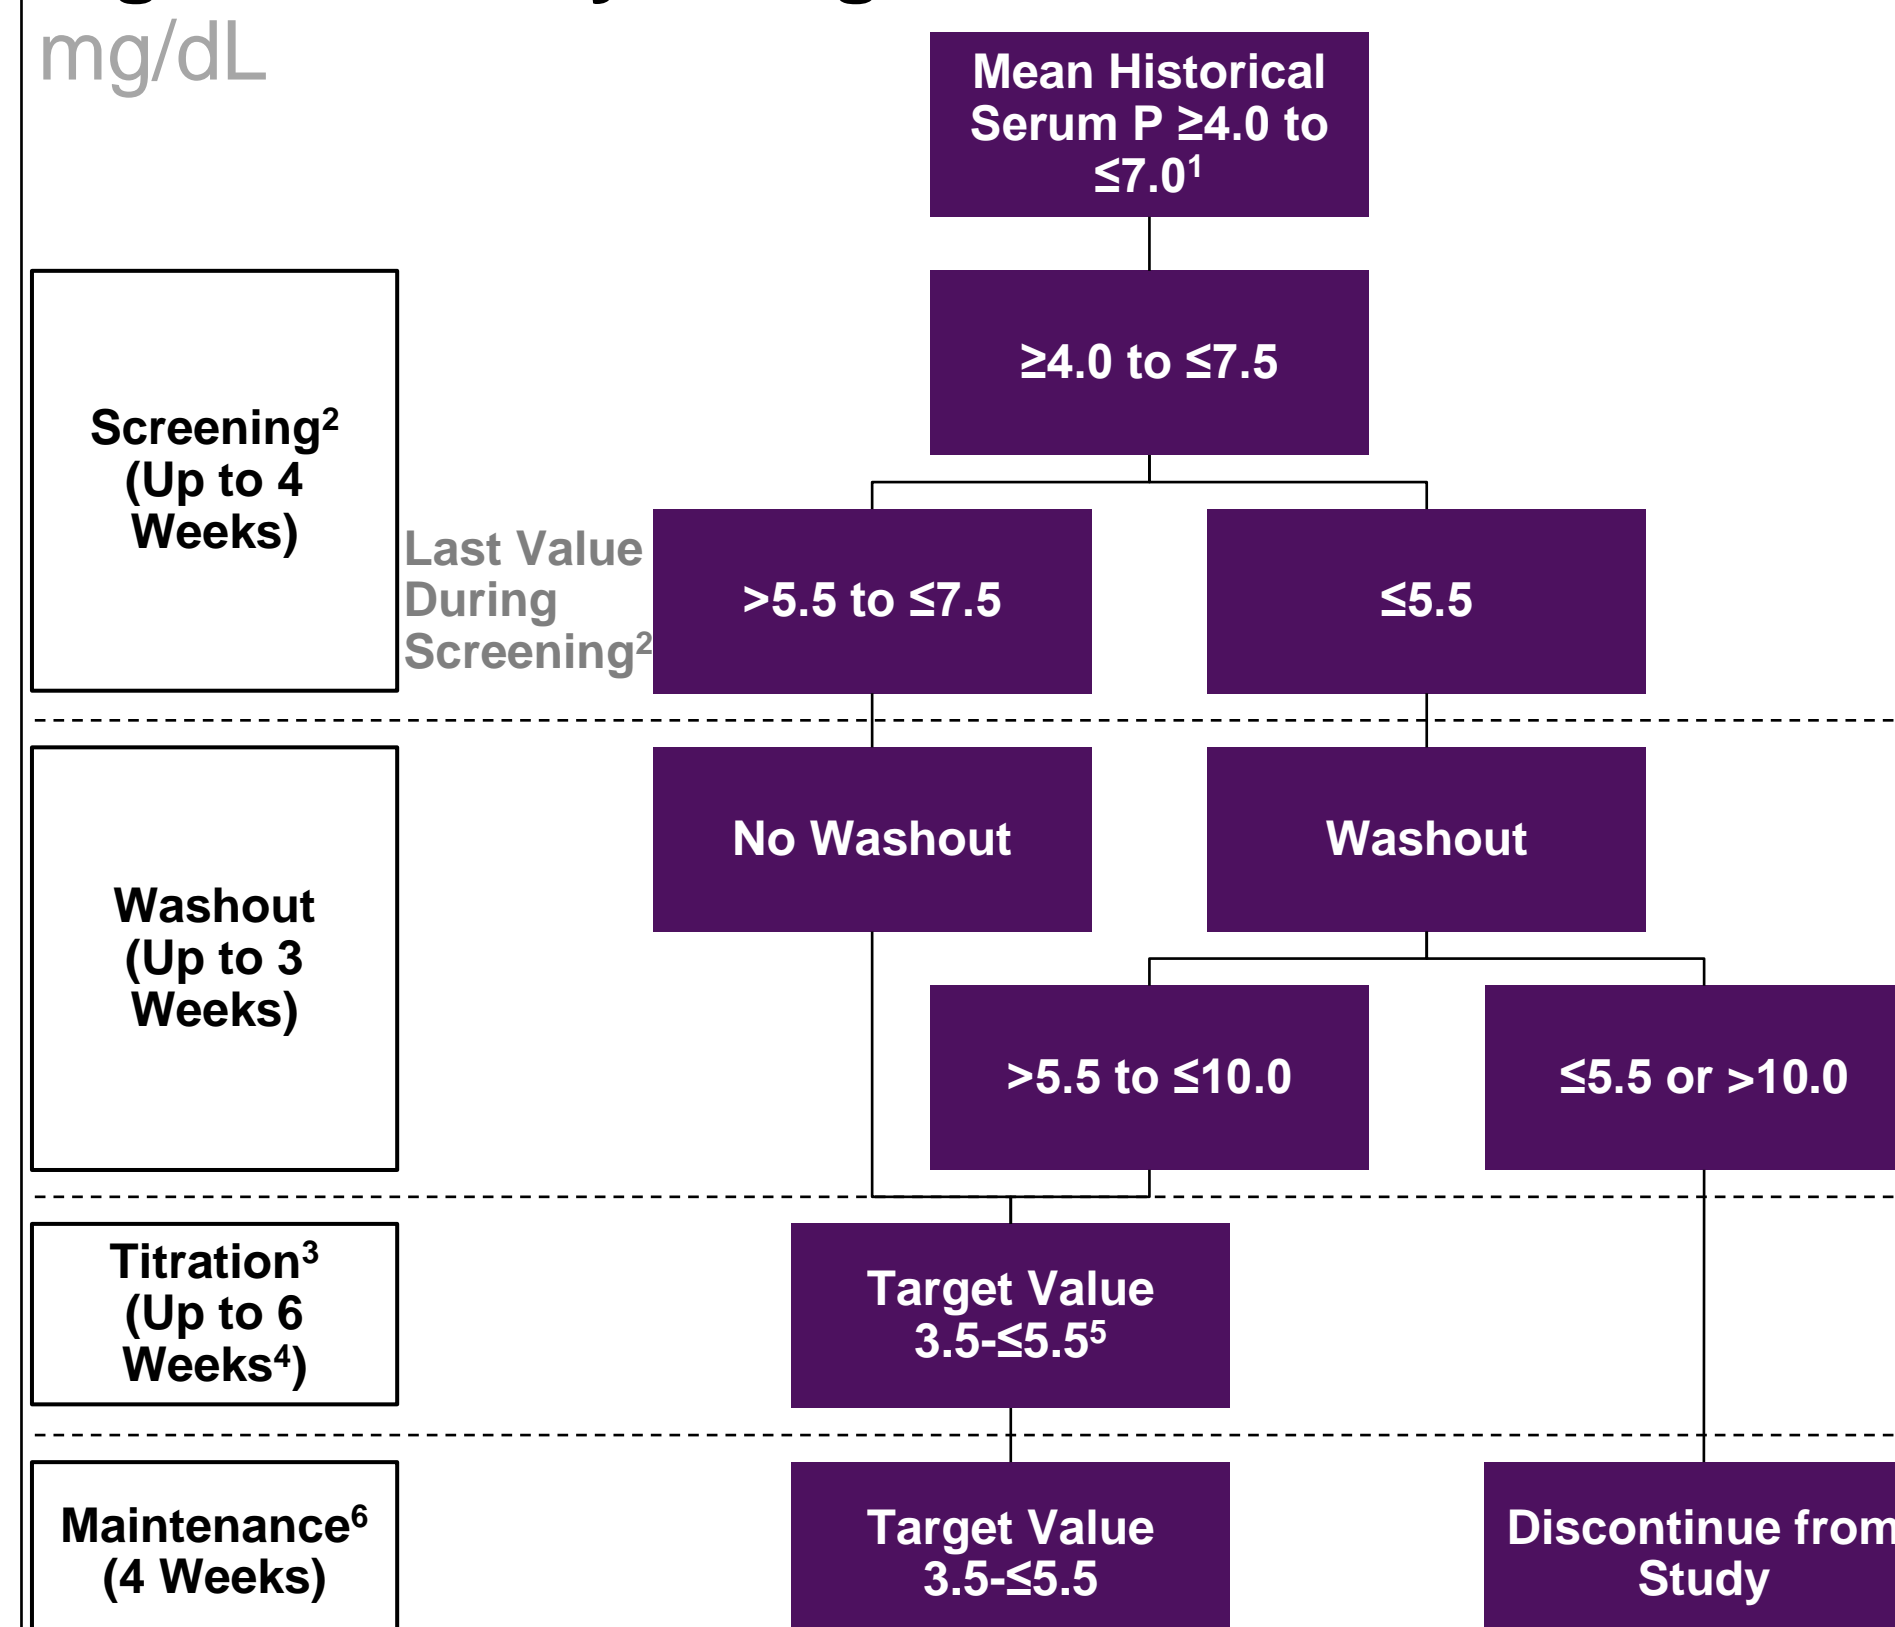 mg/dL
Mean Historical
Serum P ≥4.0 to
≤7.0¹
≥4.0 to ≤7.5
Screening²
(Up to 4
Weeks)
Last Value
During
Screening²
>5.5 to ≤7.5
≤5.5
No Washout
Washout
Washout
(Up to 3
Weeks)
>5.5 to ≤10.0
≤5.5 or >10.0
Titration³
(Up to 6
Weeks⁴)
Target Value
3.5-≤5.5⁵
Maintenance⁶
(4 Weeks)
Target Value
3.5-≤5.5
Discontinue from
Study